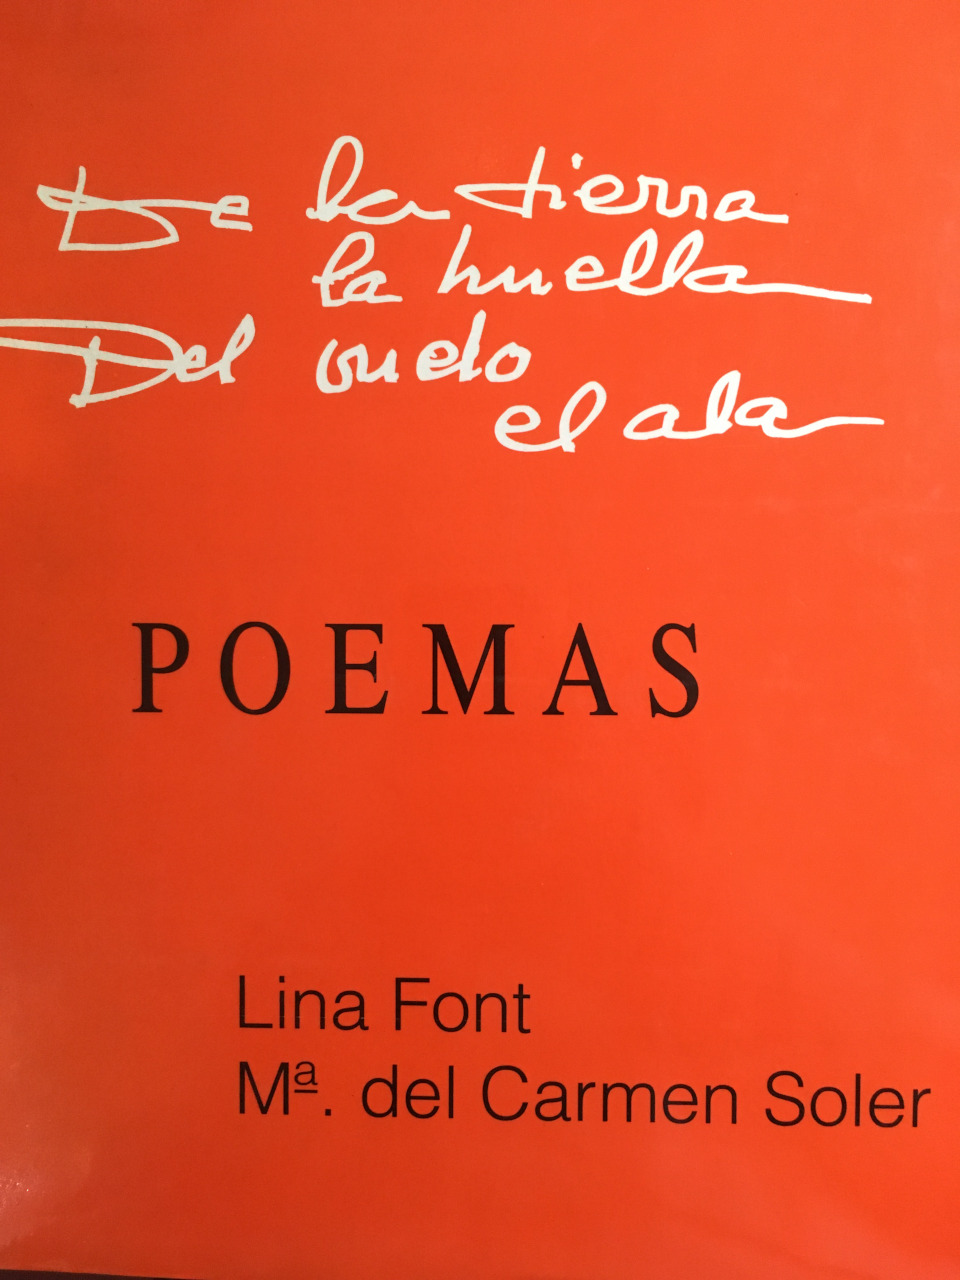 De la tierra
la huella
Del vuelo
el ala
POEMAS
Lina Font
Mª. del Carmen Soler